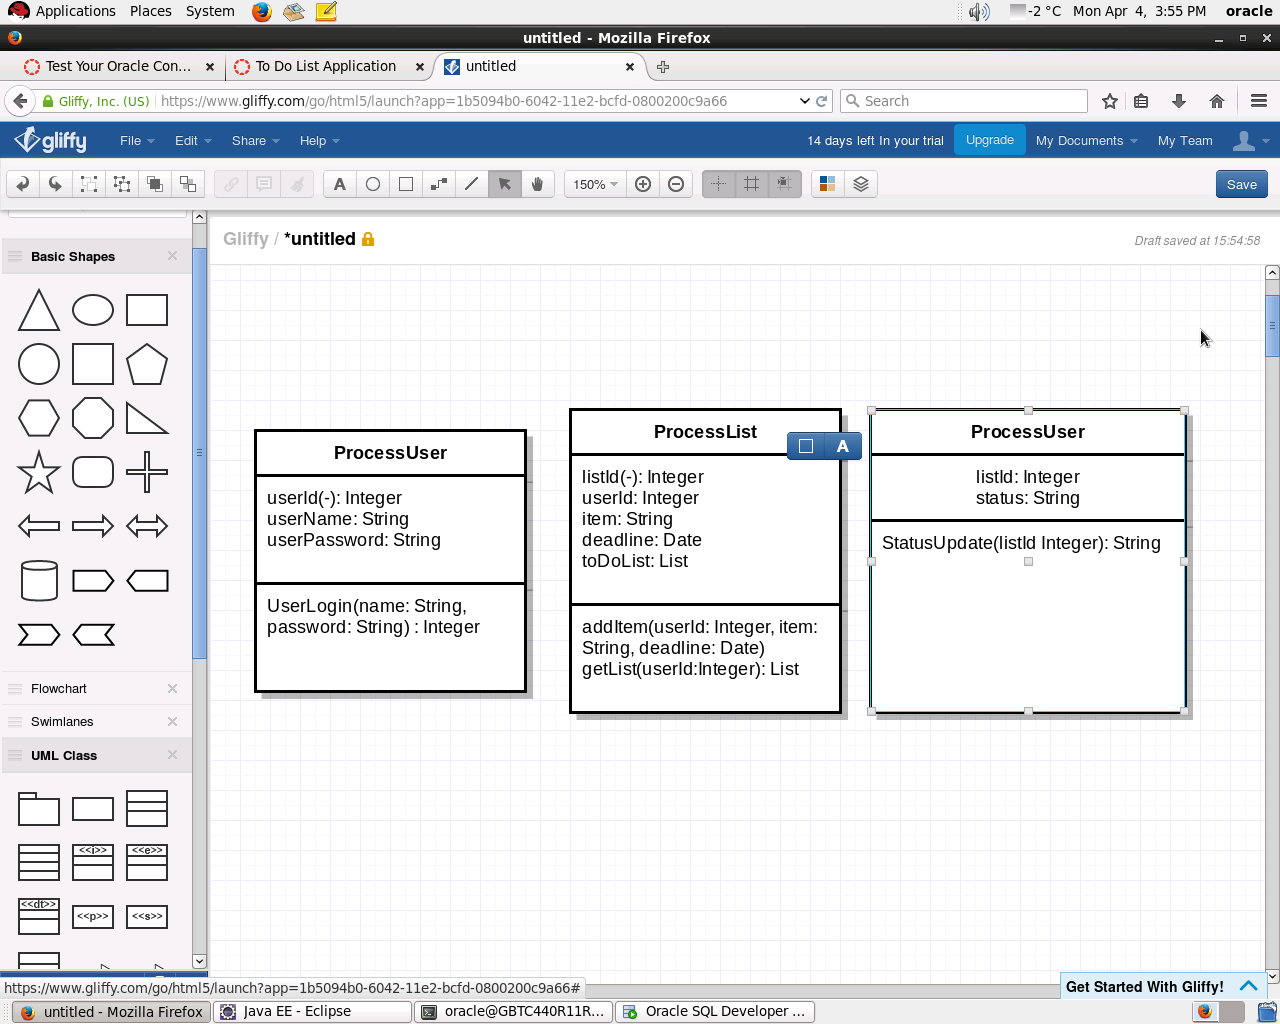 Applications Places System -2 °C Mon Apr 4, 3:55 PM oracle
untitled - Mozilla Firefox
Test Your Oracle Con... To Do List Application untitled
Gliffy, Inc. (US) https://www.gliffy.com/go/html5/launch?app=1b5094b0-6042-11e2-bcfd-0800200c9a66 Search
gliffy File Edit Share Help 14 days left In your trial Upgrade My Documents My Team
A 150% Save
Gliffy / *untitled Draft saved at 15:54:58
Basic Shapes
Flowchart
Swimlanes
UML Class
<<i>> <<e>>
<<dt>> <<p>> <<s>>
ProcessUser
userId(-): Integer
userName: String
userPassword: String
UserLogin(name: String,
password: String) : Integer
ProcessList
listId(-): Integer
userId: Integer
item: String
deadline: Date
toDoList: List
addItem(userId: Integer, item:
String, deadline: Date)
getList(userId:Integer): List
A
ProcessUser
listId: Integer
status: String
StatusUpdate(listId Integer): String
https://www.gliffy.com/go/html5/launch?app=1b5094b0-6042-11e2-bcfd-0800200c9a66#
Get Started With Gliffy!
untitled - Mozilla Firefox Java EE - Eclipse oracle@GBTC440R11R... Oracle SQL Developer ...